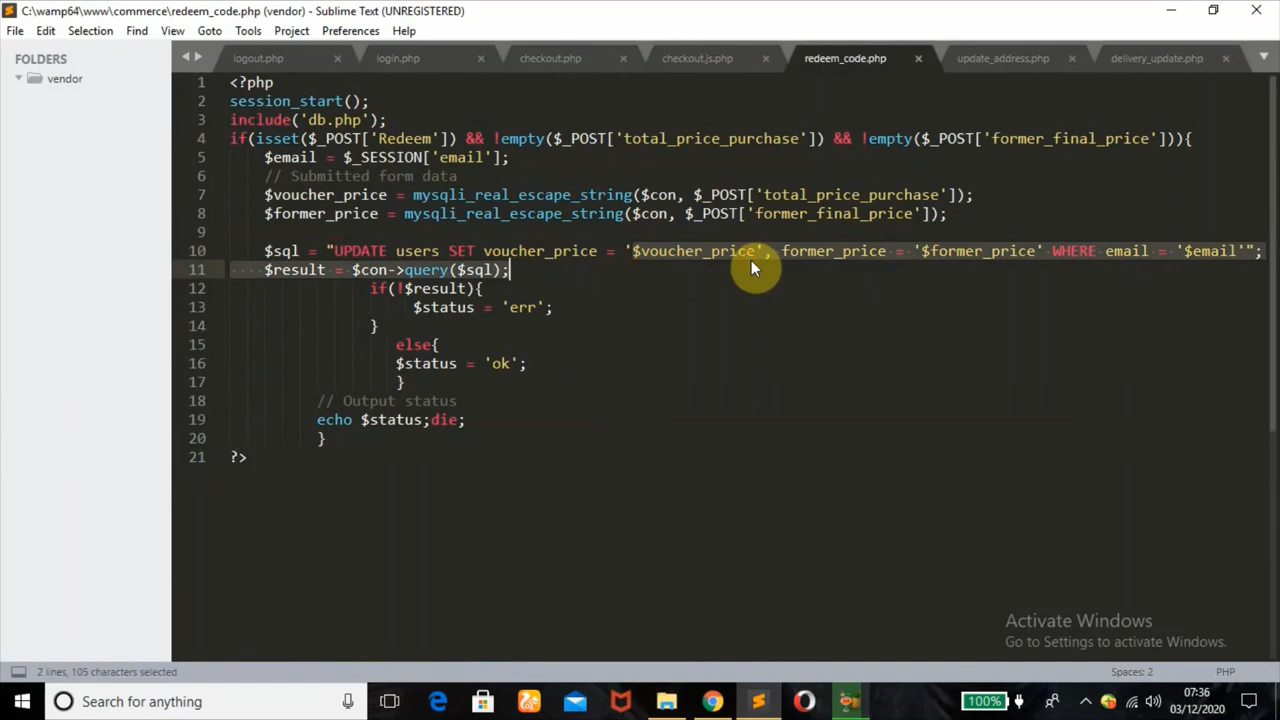 C:\wamp64\www\commerce\redeem_code.php (vendor) - Sublime Text (UNREGISTERED)
File Edit Selection Find View Goto Tools Project Preferences Help
FOLDERS
vendor
logout.php login.php checkout.php checkout.js.php redeem_code.php update_address.php delivery_update.php
1 <?php
2 session_start();
3 include('db.php');
4 if(isset($_POST['Redeem']) && !empty($_POST['total_price_purchase']) && !empty($_POST['former_final_price'])){
5 $email = $_SESSION['email'];
6 // Submitted form data
7 $voucher_price = mysqli_real_escape_string($con, $_POST['total_price_purchase']);
8 $former_price = mysqli_real_escape_string($con, $_POST['former_final_price']);
9
10 $sql = "UPDATE users SET voucher_price = '$voucher_price', former_price = '$former_price' WHERE email = '$email'";
11 $result = $con->query($sql);
12 if(!$result){
13 $status = 'err';
14 }
15 else{
16 $status = 'ok';
17 }
18 // Output status
19 echo $status;die;
20 }
21 ?>
Activate Windows
Go to Settings to activate Windows.
2 lines, 105 characters selected
Spaces: 2 PHP
Search for anything
100%
07:36
03/12/2020